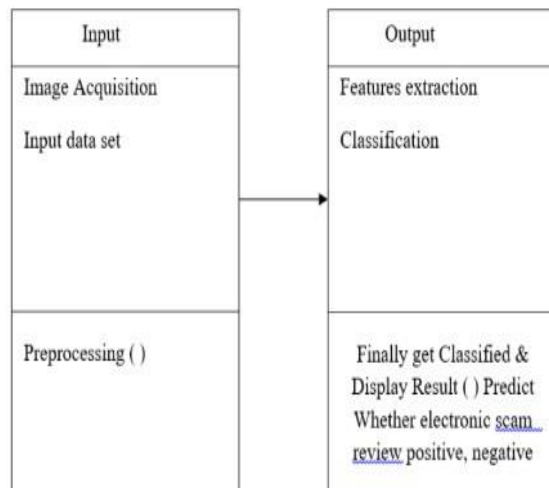 Input
Image Acquisition
Input data set
Preprocessing ( )
Output
Features extraction
Classification
Finally get Classified &
Display Result ( ) Predict
Whether electronic scam
review positive, negative